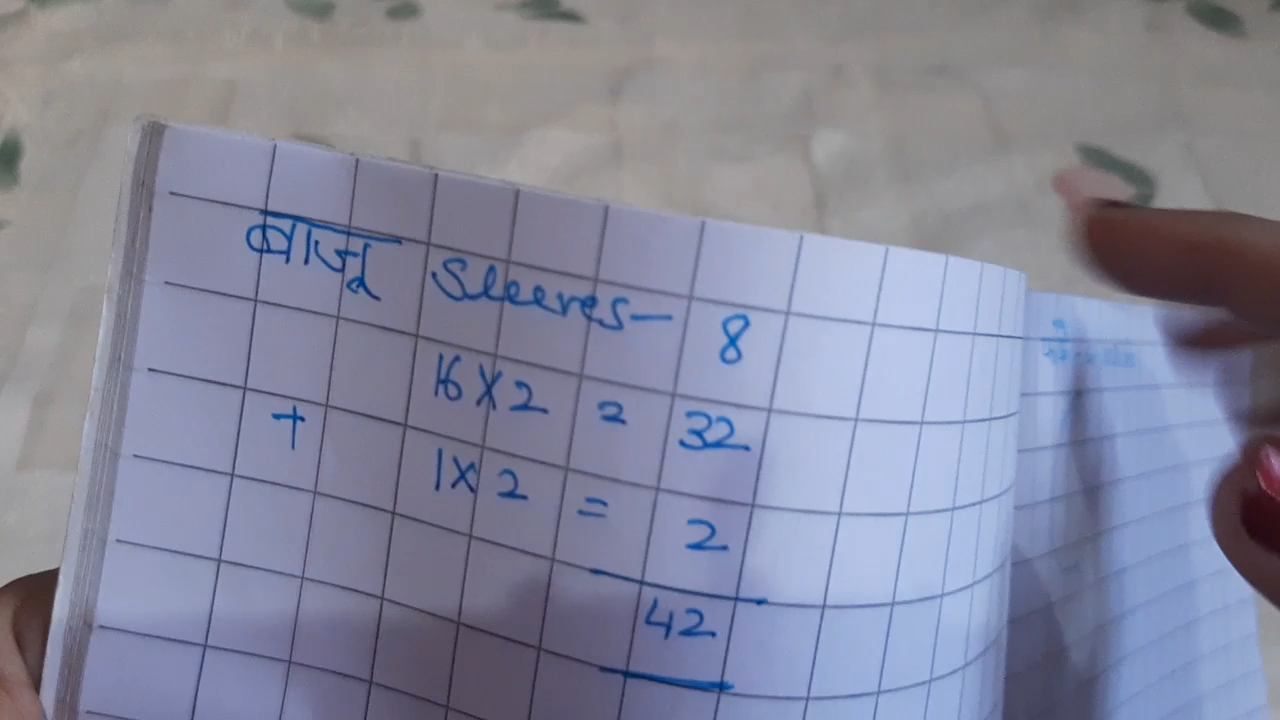 बाजू Sleeves- 8
16 X 2 = 32
+ 1 X 2 = 2
42